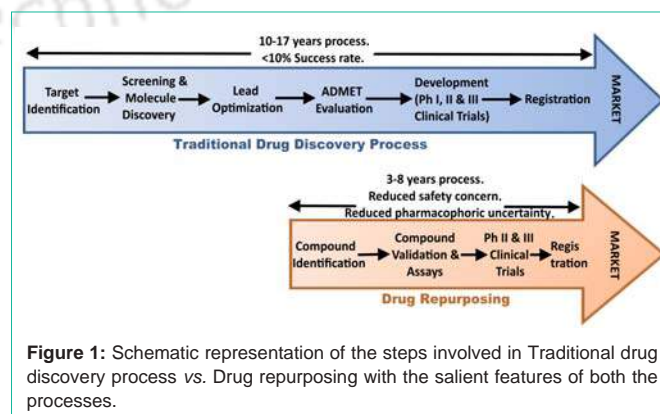 10-17 years process.
<10% Success rate.
Target
Identification
Screening &
Molecule
Discovery
Lead
Optimization
ADMET
Evaluation
Development
(Ph I, II & III
Clinical Trials)
Registration
MARKET
Traditional Drug Discovery Process
3-8 years process.
Reduced safety concern.
Reduced pharmacophoric uncertainty.
Compound
Identification
Compound
Validation &
Assays
Ph II & III
Clinical
Trials
Regis
tration
MARKET
Drug Repurposing
Figure 1: Schematic representation of the steps involved in Traditional drug
discovery process vs. Drug repurposing with the salient features of both the
processes.